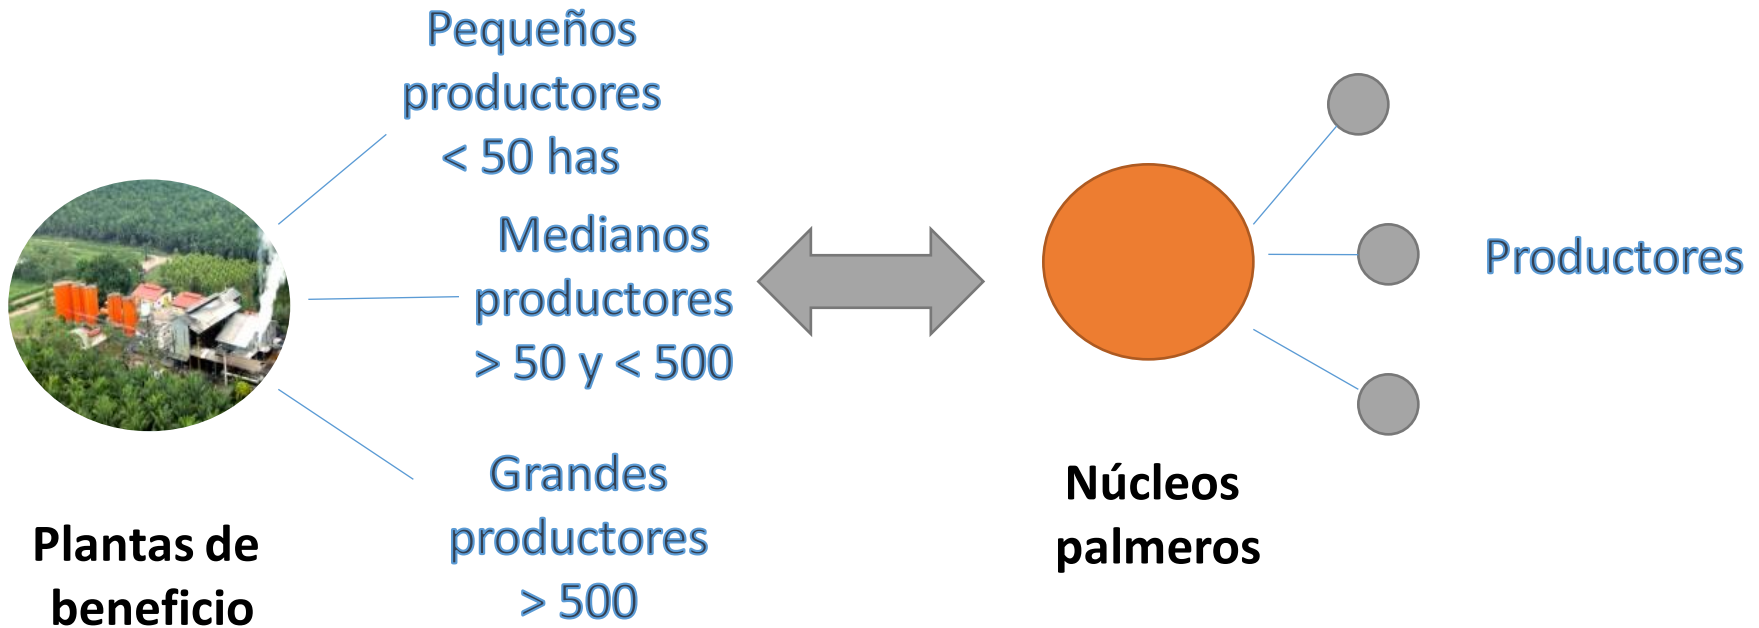 Pequeños
productores
< 50 has
Medianos
productores
> 50 y < 500
Grandes
productores
> 500
Plantas de
beneficio
Productores
Núcleos
palmeros